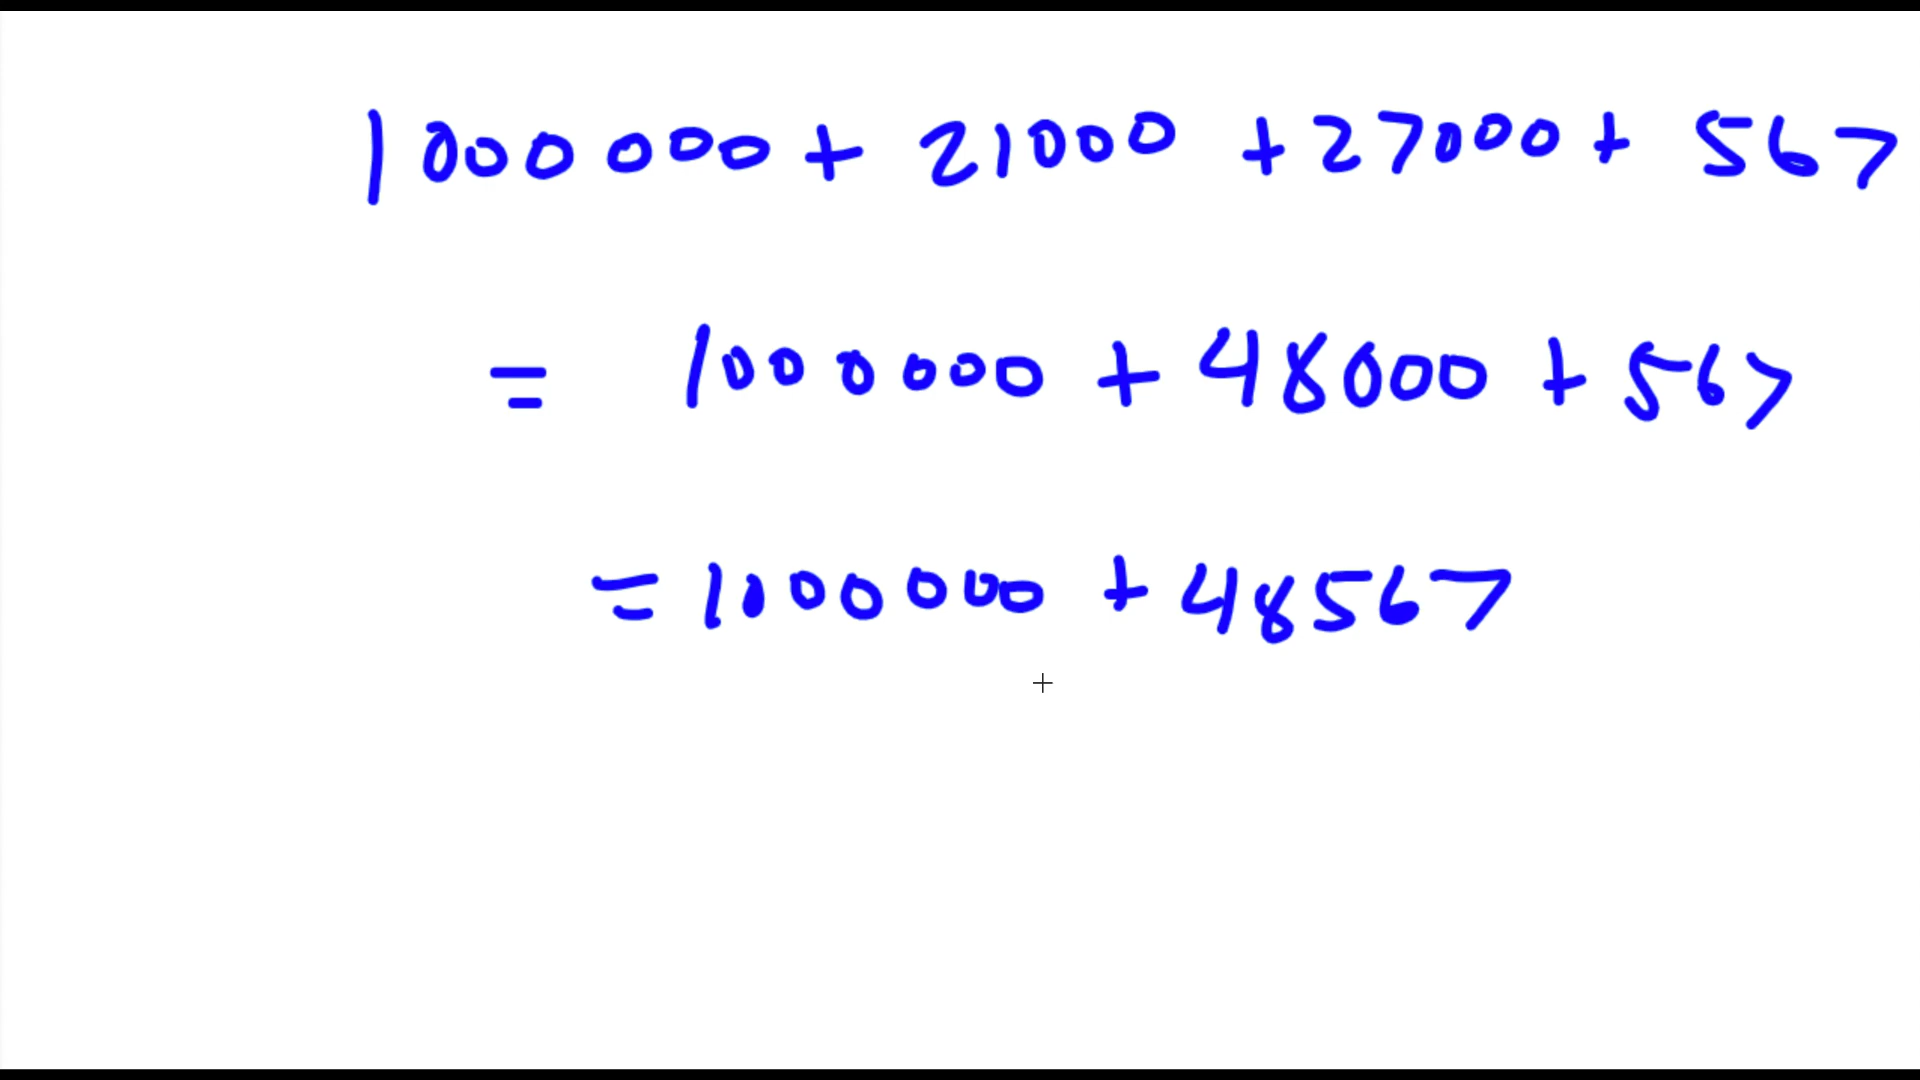 1000000 + 21000 + 27000 + 567
= 1000000 + 48000 + 567
= 1000000 + 48567